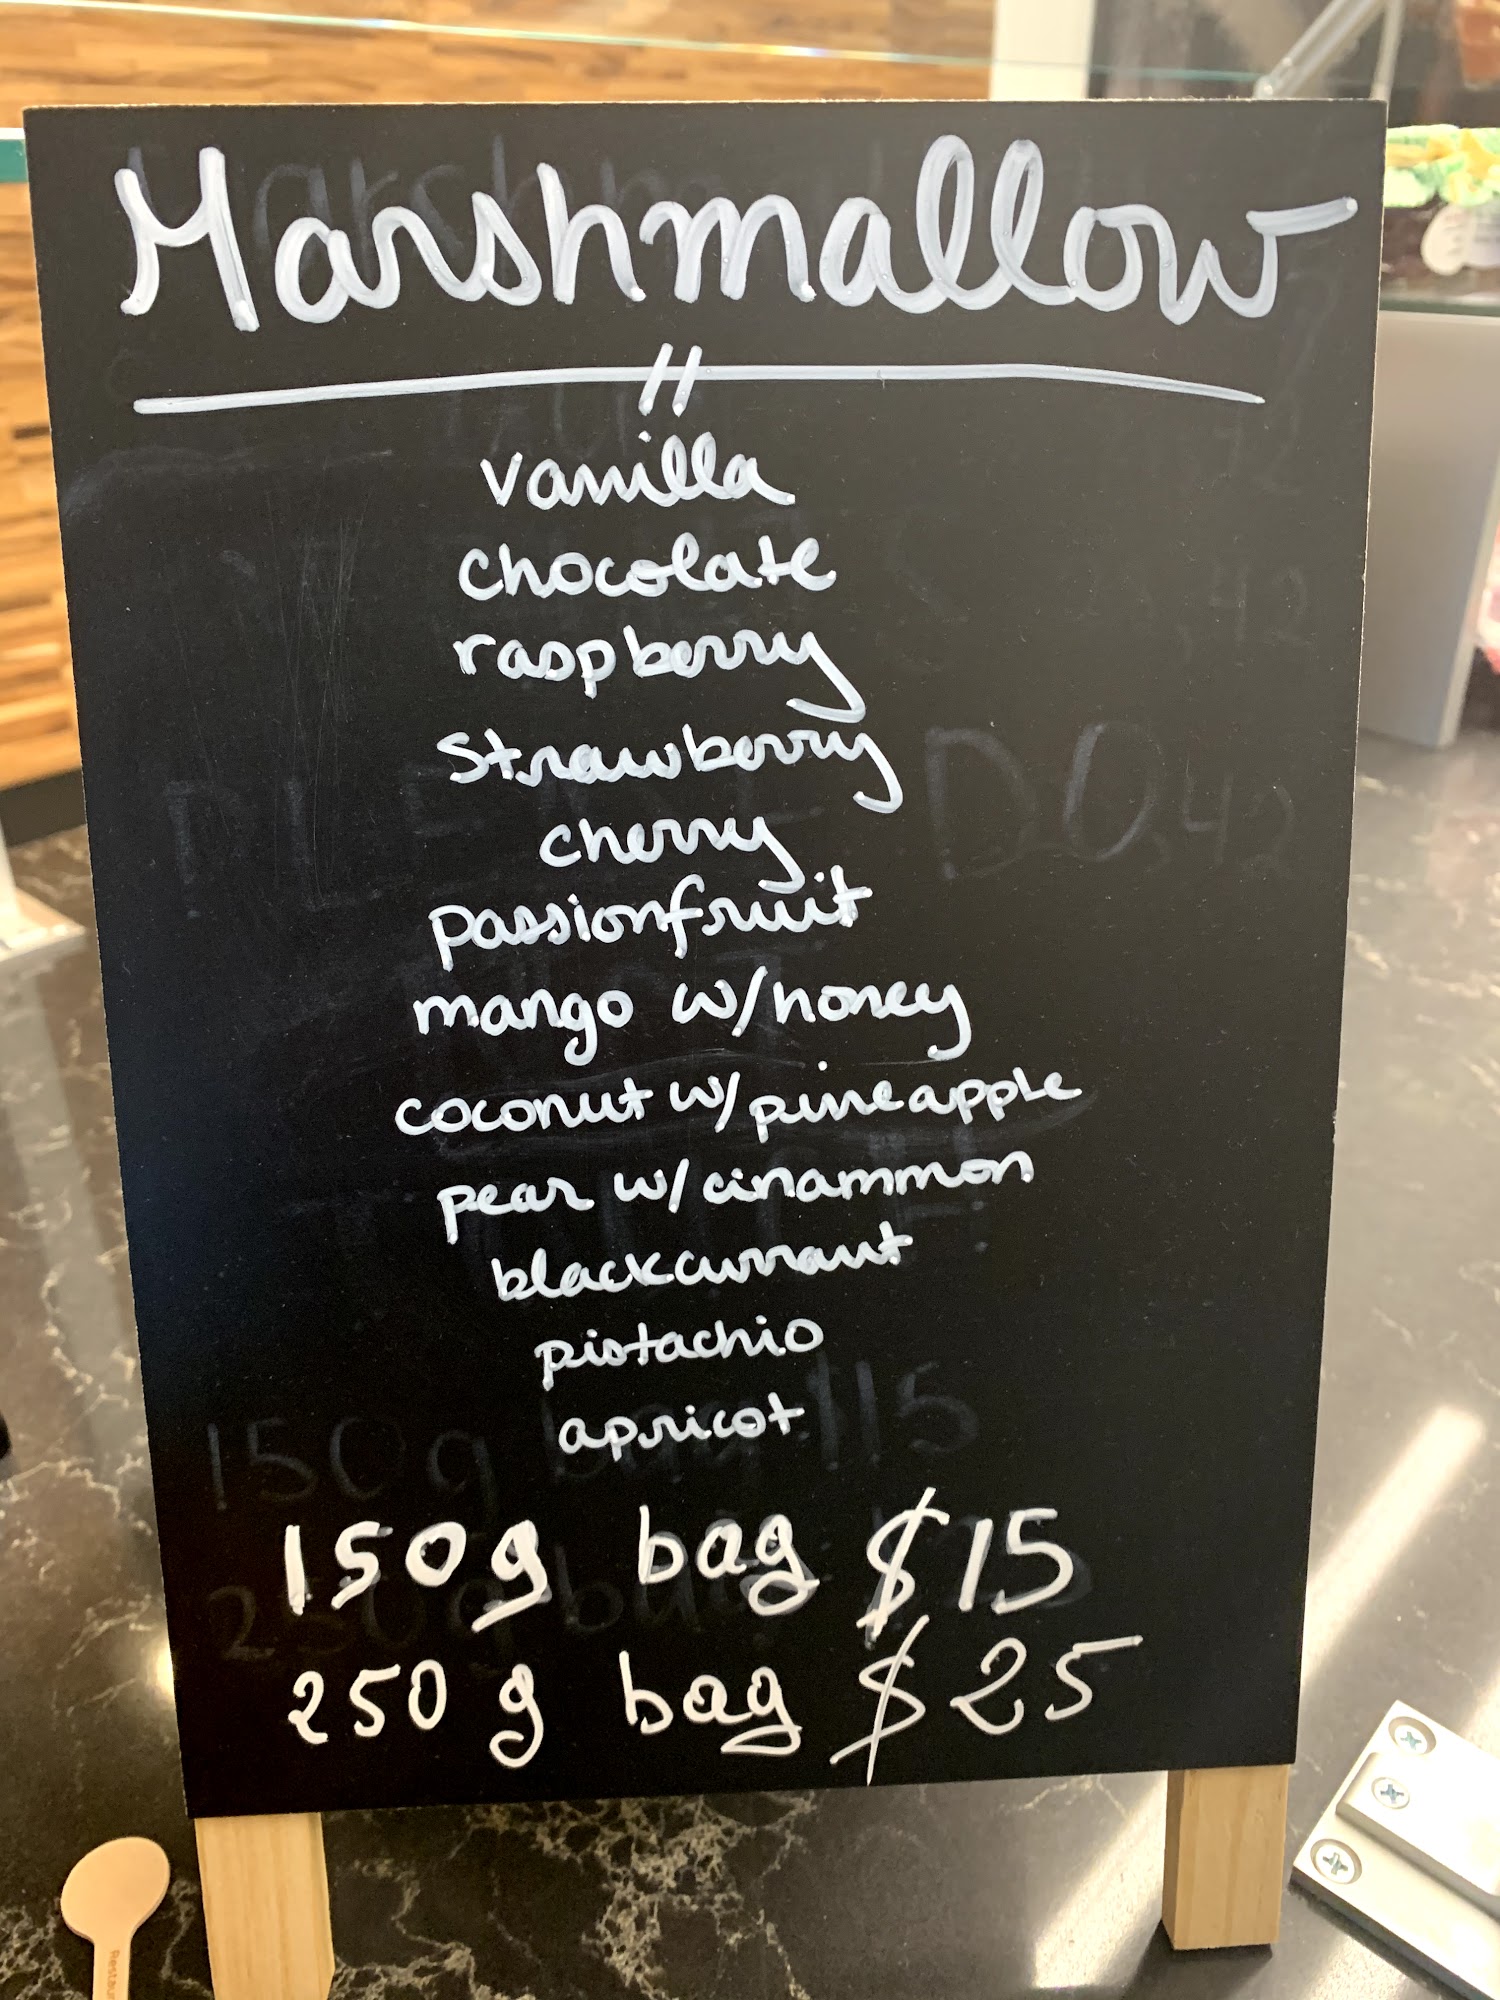 Marshmallow
vanilla
chocolate
raspberry
strawberry
cherry
passionfruit
mango w/honey
coconut w/pineapple
pear w/cinammon
blackcurrant
pistachio
apricot
150g bag $15
250g bag $25